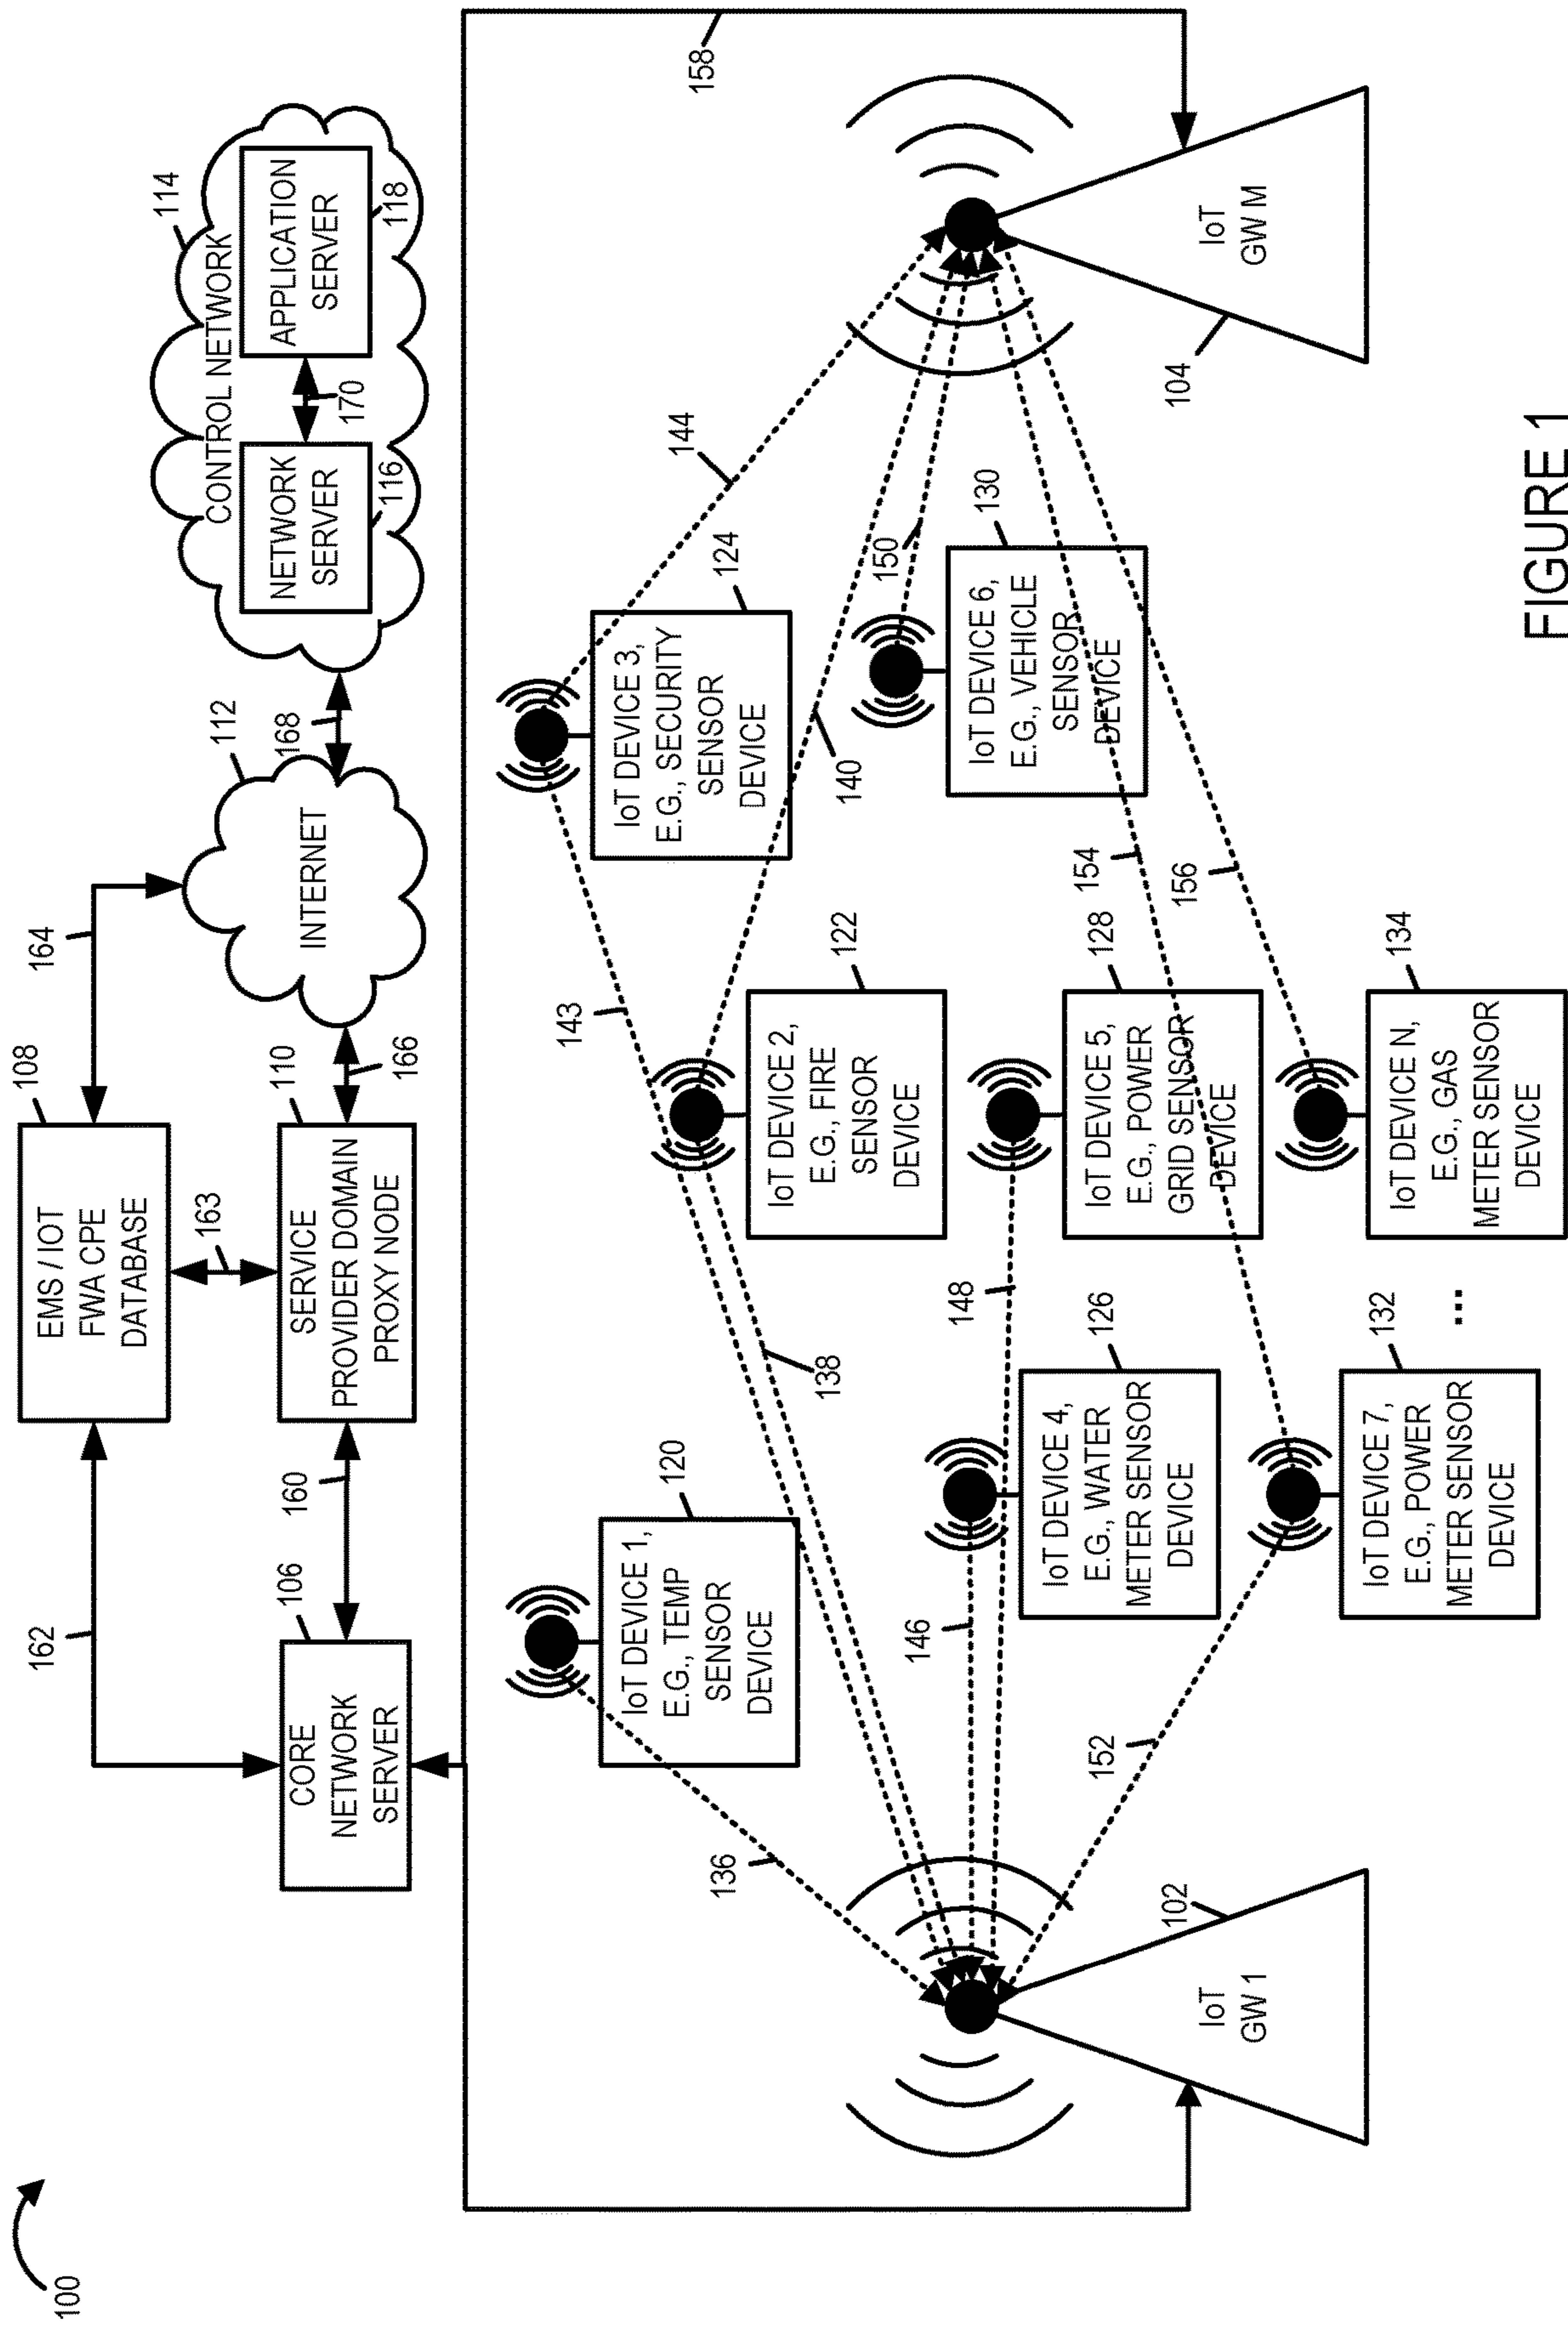 100
162
CORE
NETWORK
SERVER
106
160
EMS / IOT
FWA CPE
DATABASE
108
163
SERVICE
PROVIDER DOMAIN
PROXY NODE
110
166
164
INTERNET
112
168
CONTROL NETWORK
114
NETWORK
SERVER
116
170
APPLICATION
SERVER
118
158
IoT DEVICE 1,
E.G., TEMP
SENSOR
DEVICE
120
136
143
138
IoT DEVICE 2,
E.G., FIRE
SENSOR
DEVICE
122
IoT DEVICE 3,
E.G., SECURITY
SENSOR
DEVICE
124
144
140
150
146
148
IoT DEVICE 4,
E.G., WATER
METER SENSOR
DEVICE
126
IoT DEVICE 5,
E.G., POWER
GRID SENSOR
DEVICE
128
IoT DEVICE 6,
E.G., VEHICLE
SENSOR
DEVICE
130
154
156
152
IoT
GW 1
102
IoT DEVICE 7,
E.G., POWER
METER SENSOR
DEVICE
132
...
IoT DEVICE N,
E.G., GAS
METER SENSOR
DEVICE
134
IoT
GW M
104
FIGURE 1